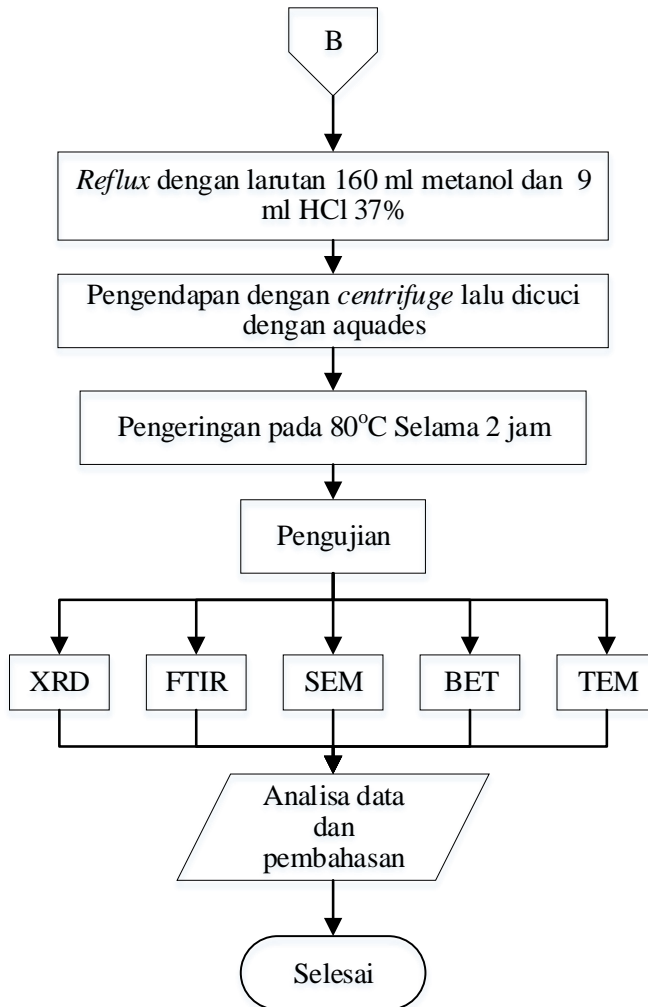 B
Reflux dengan larutan 160 ml metanol dan 9
ml HCl 37%
Pengendapan dengan centrifuge lalu dicuci
dengan aquades
Pengeringan pada 80°C Selama 2 jam
Pengujian
XRD
FTIR
SEM
BET
TEM
Analisa data
dan
pembahasan
Selesai